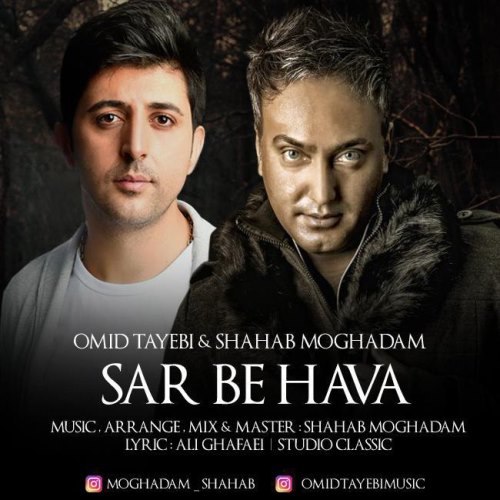 OMID TAYEBI & SHAHAB MOGHADAM
SAR BE HAVA
MUSIC . ARRANGE . MIX & MASTER : SHAHAB MOGHADAM
LYRIC : ALI GHAFAEI | STUDIO CLASSIC
MOGHADAM_SHAHAB OMIDTAYEBIMUSIC